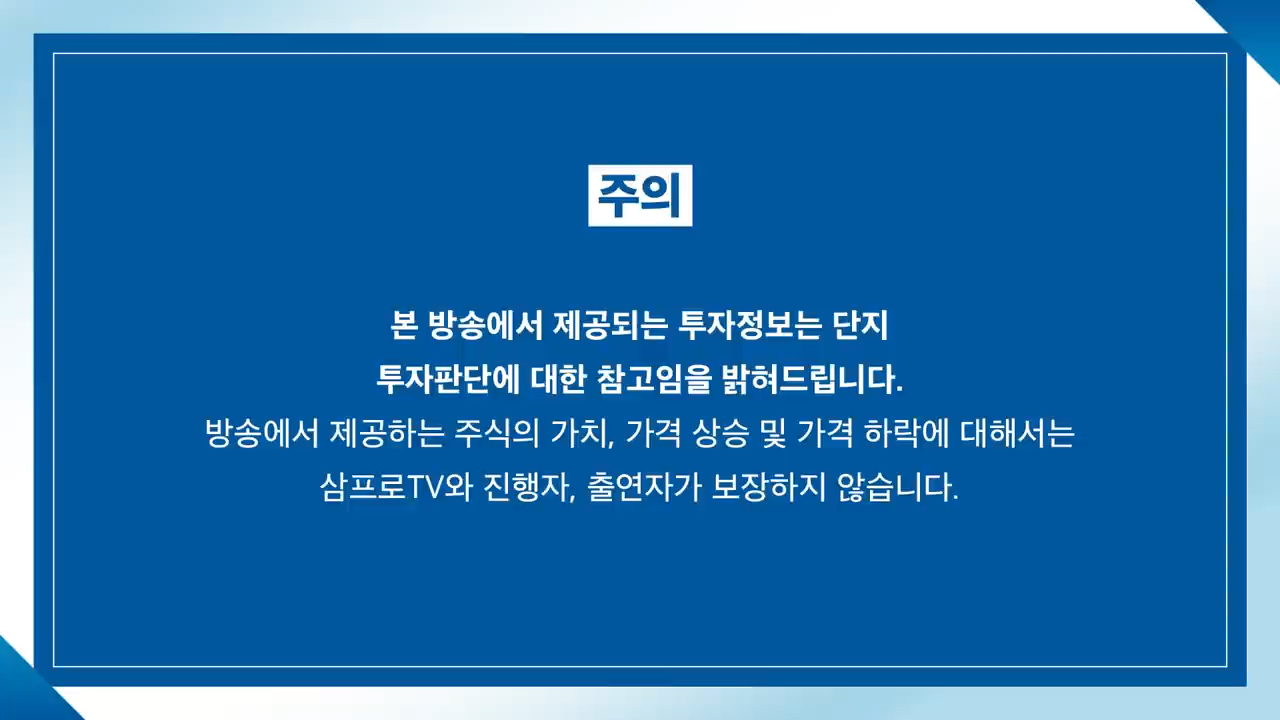 주의
본 방송에서 제공되는 투자정보는 단지
투자판단에 대한 참고임을 밝혀드립니다.
방송에서 제공하는 주식의 가치, 가격 상승 및 가격 하락에 대해서는
삼프로TV와 진행자, 출연자가 보장하지 않습니다.